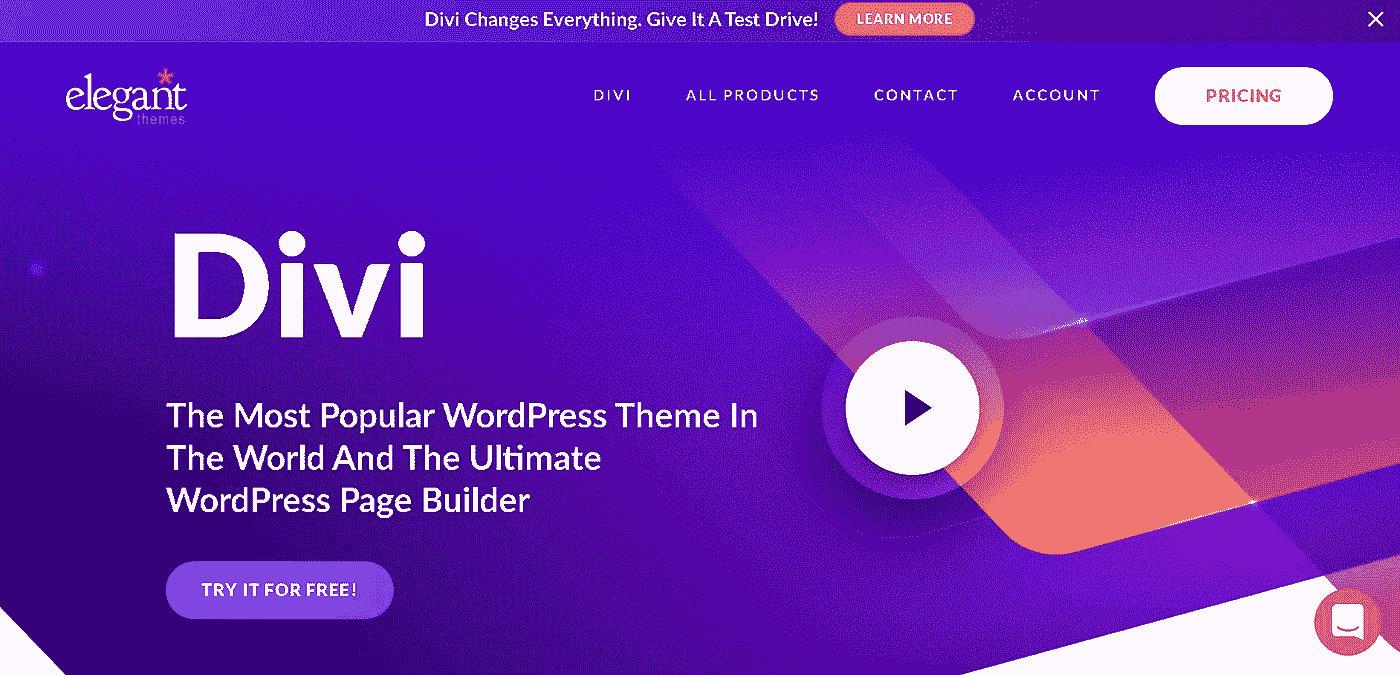 Divi Changes Everything. Give It A Test Drive! LEARN MORE
elegant themes DIVI ALL PRODUCTS CONTACT ACCOUNT PRICING
Divi
The Most Popular WordPress Theme In
The World And The Ultimate
WordPress Page Builder
TRY IT FOR FREE!